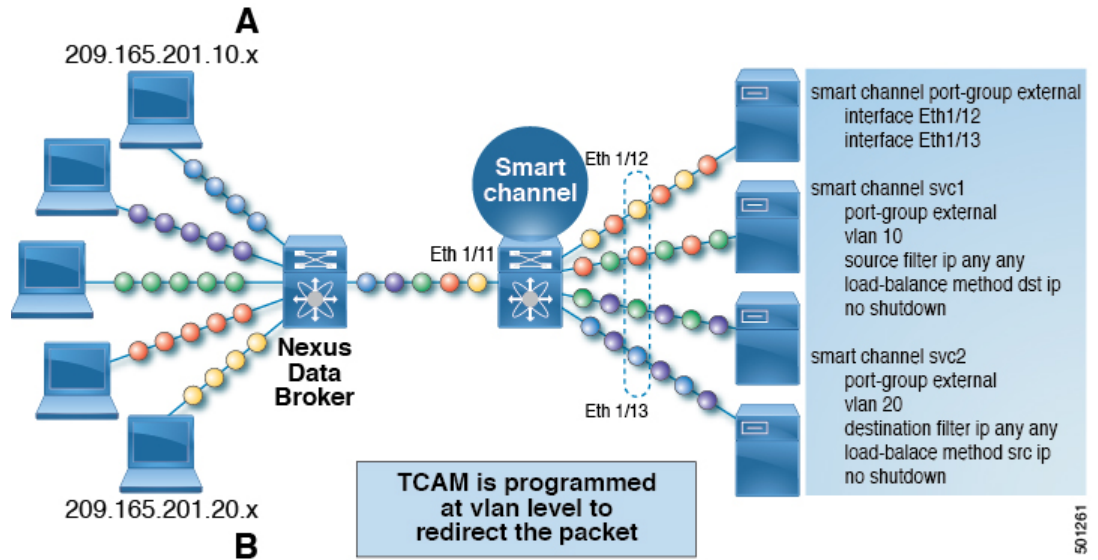 A
209.165.201.10.x
Smart
channel
Eth 1/12
Eth 1/11
Nexus
Data
Broker
Eth 1/13
209.165.201.20.x
B
TCAM is programmed
at vlan level to
redirect the packet
smart channel port-group external
interface Eth1/12
interface Eth1/13
smart channel svc1
port-group external
vlan 10
source filter ip any any
load-balance method dst ip
no shutdown
smart channel svc2
port-group external
vlan 20
destination filter ip any any
load-balace method src ip
no shutdown
501261